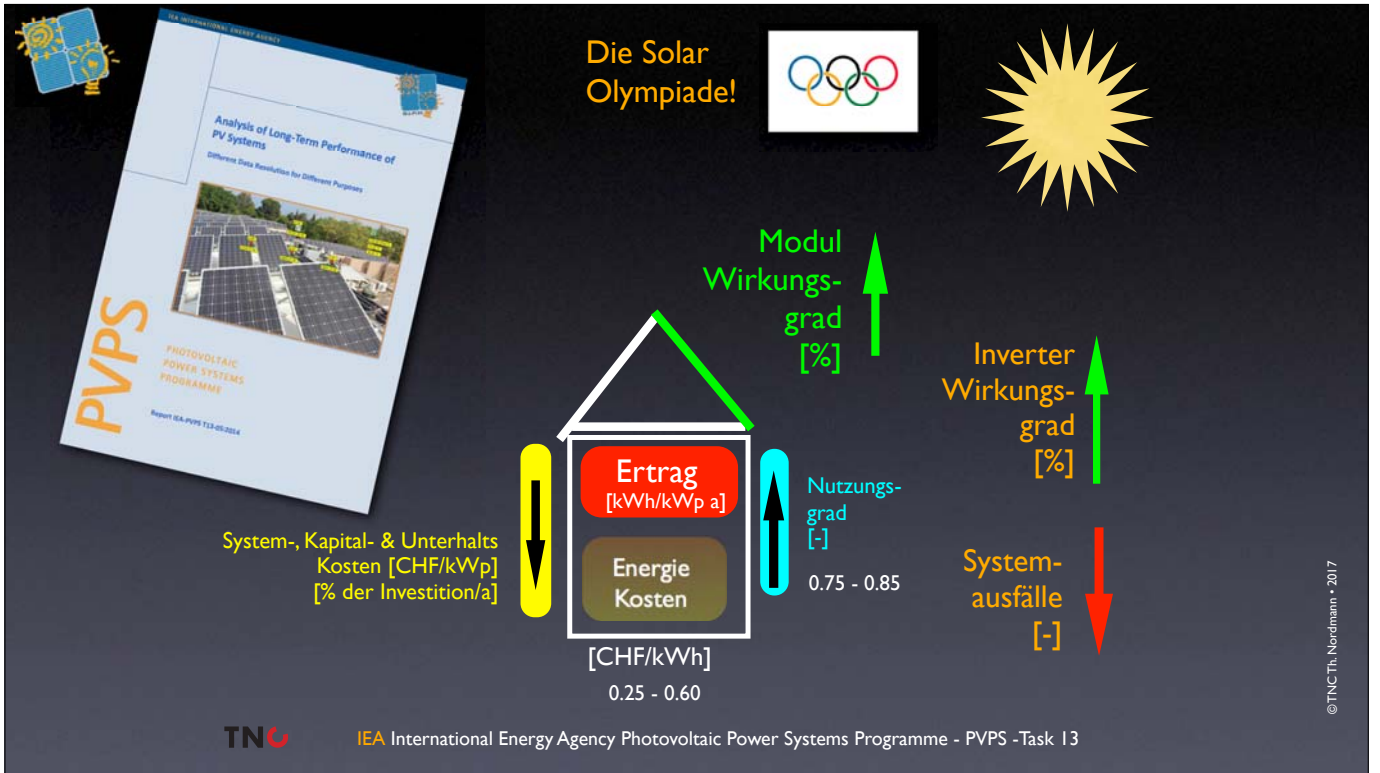 IEA INTERNATIONAL ENERGY AGENCY
Analysis of Long-Term Performance of
PV Systems
Different Data Resolution for Different Purposes
PVPS
PHOTOVOLTAIC
POWER SYSTEMS
PROGRAMME
Report IEA-PVPS T13-05:2014
Die Solar
Olympiade!
Modul
Wirkungs-
grad
[%]
Inverter
Wirkungs-
grad
[%]
Ertrag
[kWh/kWp a]
Nutzungs-
grad
[-]
0.75 - 0.85
System-, Kapital- & Unterhalts
Kosten [CHF/kWp]
[% der Investition/a]
Energie
Kosten
System-
ausfälle
[-]
[CHF/kWh]
0.25 - 0.60
TNC
IEA International Energy Agency Photovoltaic Power Systems Programme - PVPS -Task 13
©TNC Th. Nordmann • 2017